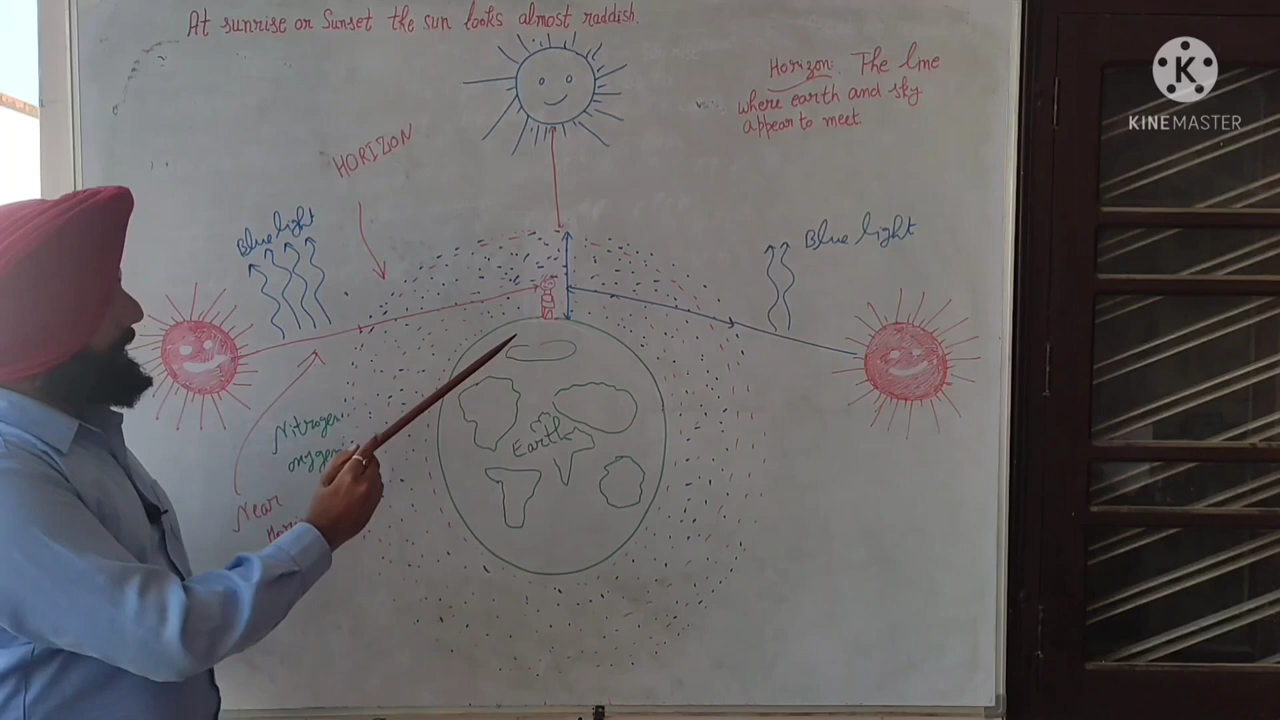 At sunrise or Sunset the sun looks almost raddish.
Horizon: The line
where earth and sky
appear to meet
KINEMASTER
HORIZON
Blue light
Blue light
Nitrogen
oxygen
Earth
Near